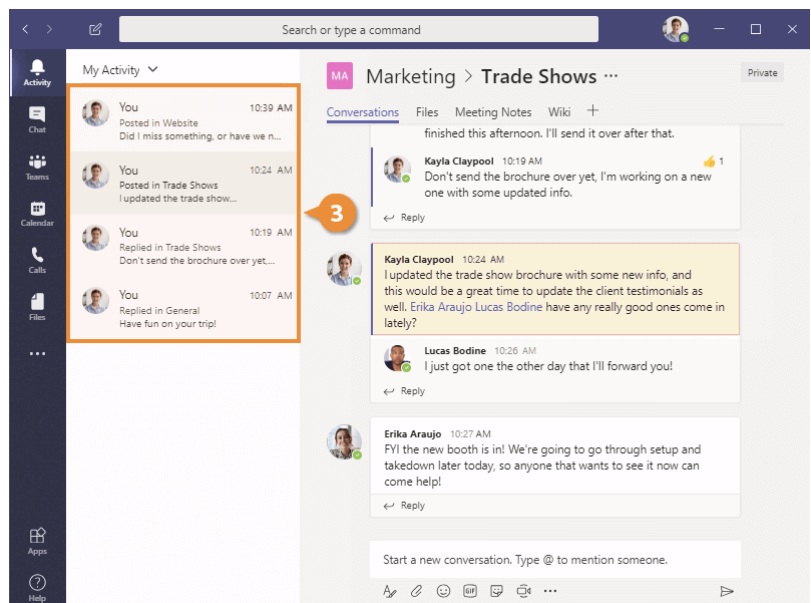 Search or type a command
Activity
Chat
Teams
Calendar
Calls
Files
Apps
Help
My Activity
You 10:39 AM
Posted in Website
Did I miss something, or have we n...
You 10:24 AM
Posted in Trade Shows
I updated the trade show...
You 10:19 AM
Replied in Trade Shows
Don't send the brochure over yet,...
You 10:07 AM
Replied in General
Have fun on your trip!
3
MA Marketing > Trade Shows ... Private
Conversations Files Meeting Notes Wiki
finished this afternoon. I'll send it over after that.
Kayla Claypool 10:19 AM 1
Don't send the brochure over yet, I'm working on a new
one with some updated info.
Reply
Kayla Claypool 10:24 AM
I updated the trade show brochure with some new info, and
this would be a great time to update the client testimonials as
well. Erika Araujo Lucas Bodine have any really good ones come in
lately?
Lucas Bodine 10:26 AM
I just got one the other day that I'll forward you!
Reply
Erika Araujo 10:27 AM
FYI the new booth is in! We're going to go through setup and
takedown later today, so anyone that wants to see it now can
come help!
Reply
Start a new conversation. Type @ to mention someone.
GIF